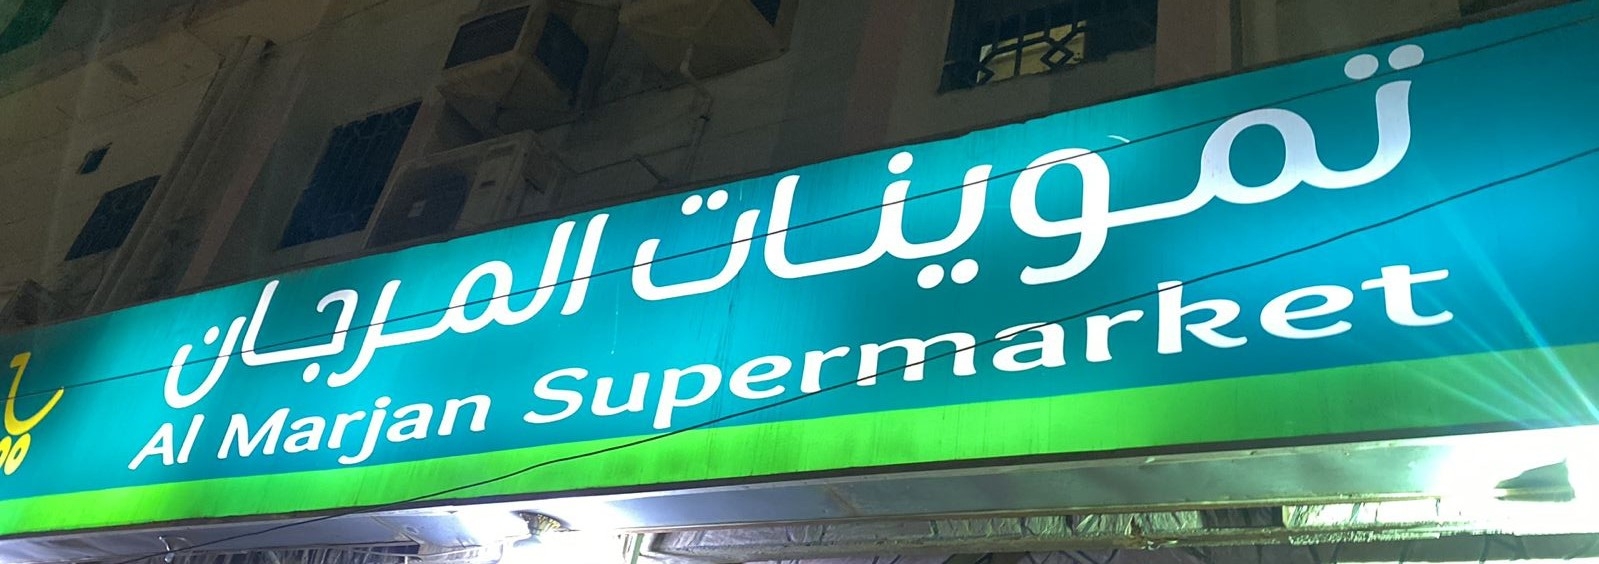 تموينات المرجان
Al Marjan Supermarket